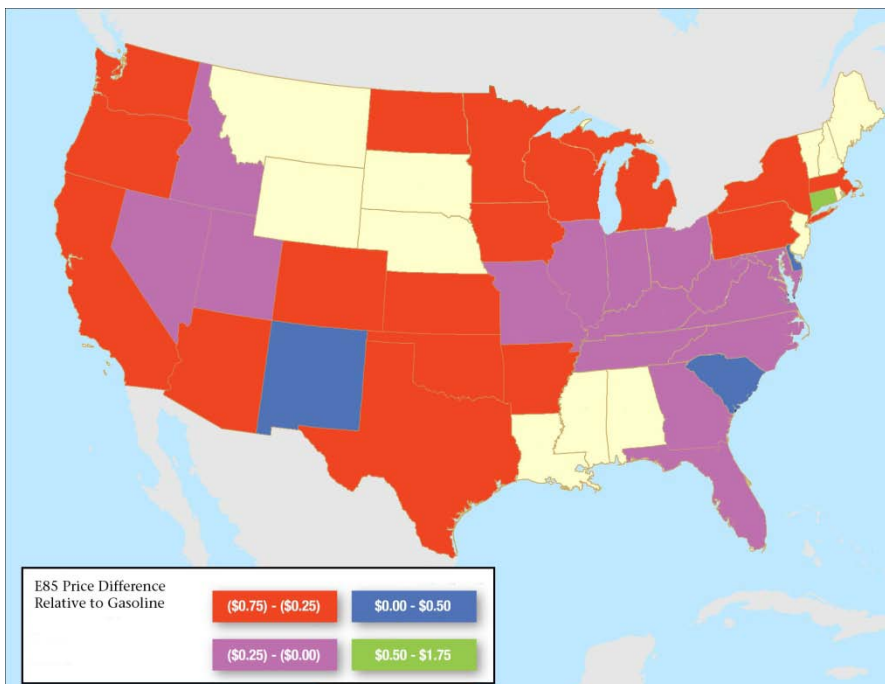 E85 Price Difference
Relative to Gasoline
($0.75) - ($0.25)
$0.00 - $0.50
($0.25) - ($0.00)
$0.50 - $1.75